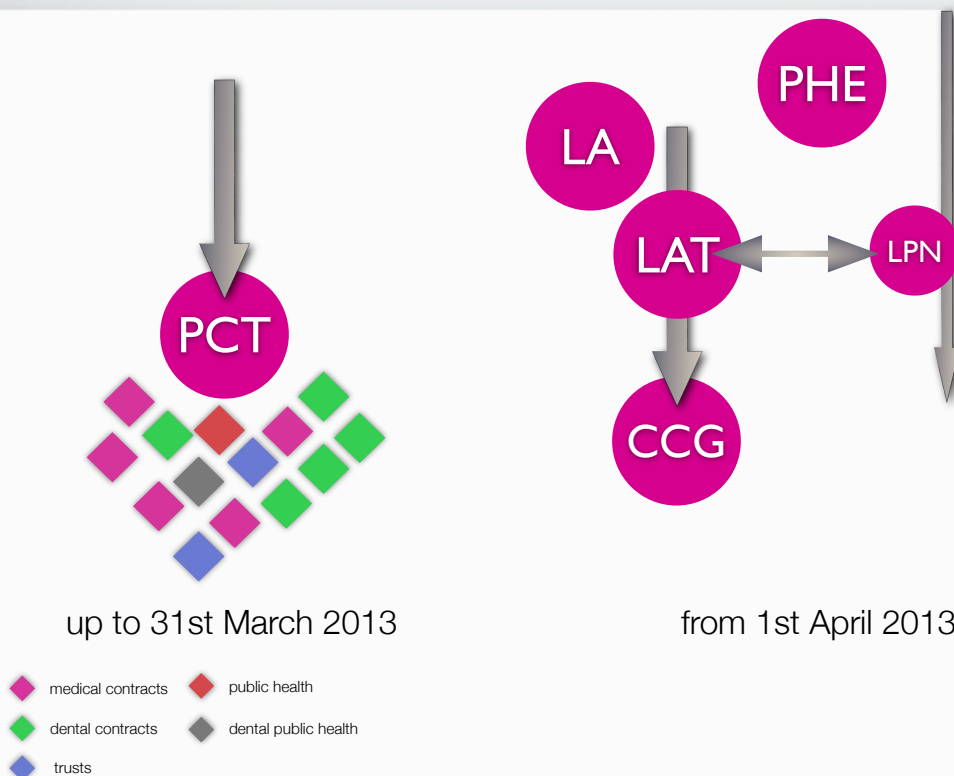 PHE
LA
LAT
LPN
PCT
CCG
up to 31st March 2013
from 1st April 2013
medical contracts
public health
dental contracts
dental public health
trusts